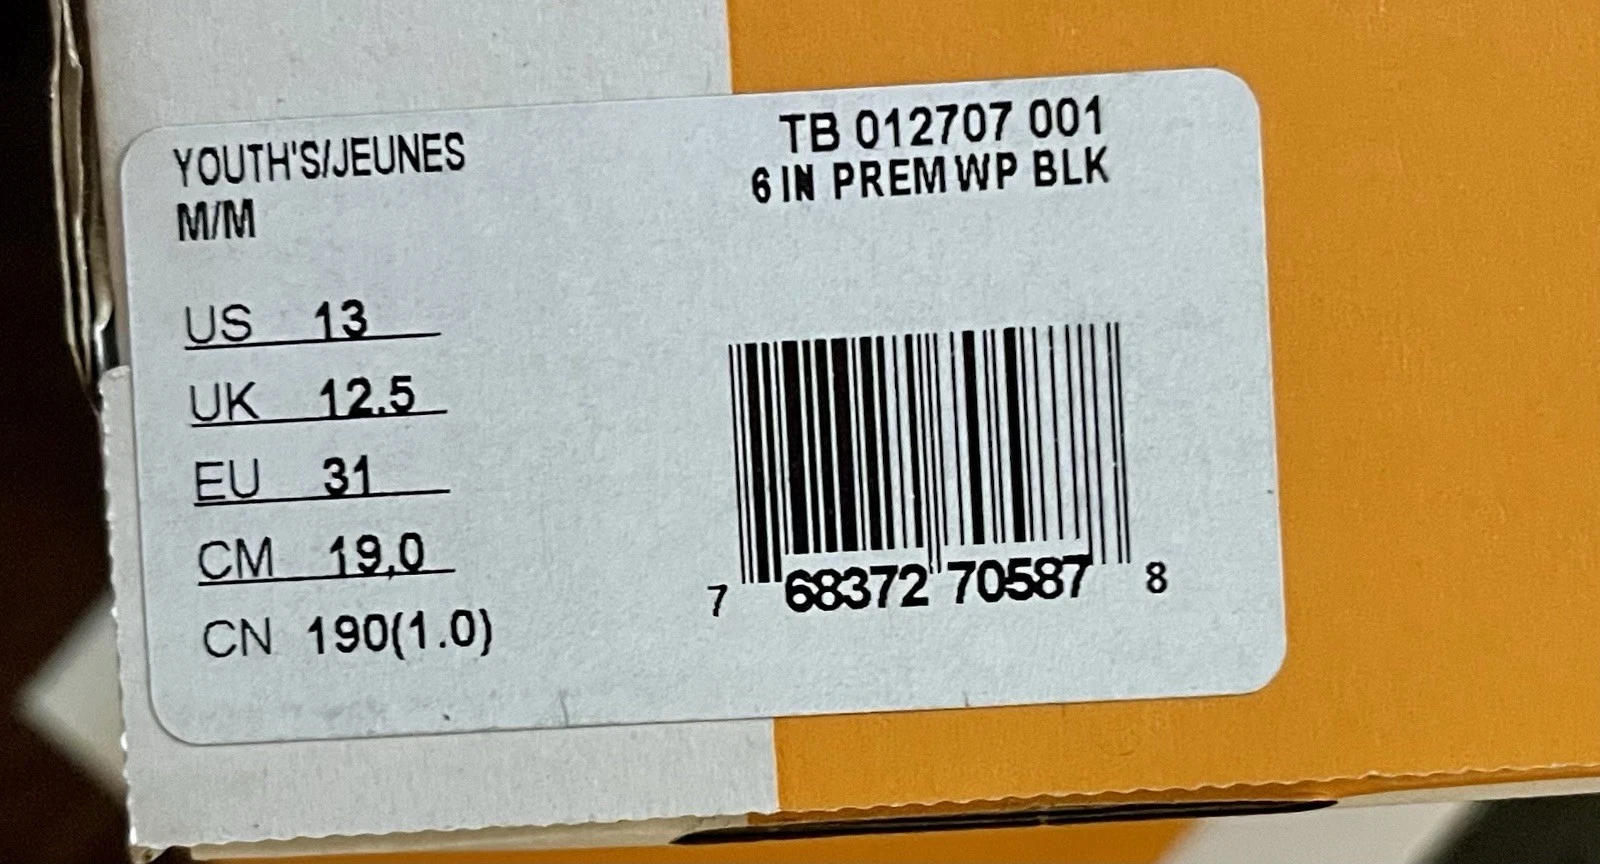 YOUTH'S/JEUNES
M/M
US 13
UK 12.5
EU 31
CM 19.0
CN 190(1.0)
TB 012707 001
6 IN PREM WP BLK
7 68372 70587 8